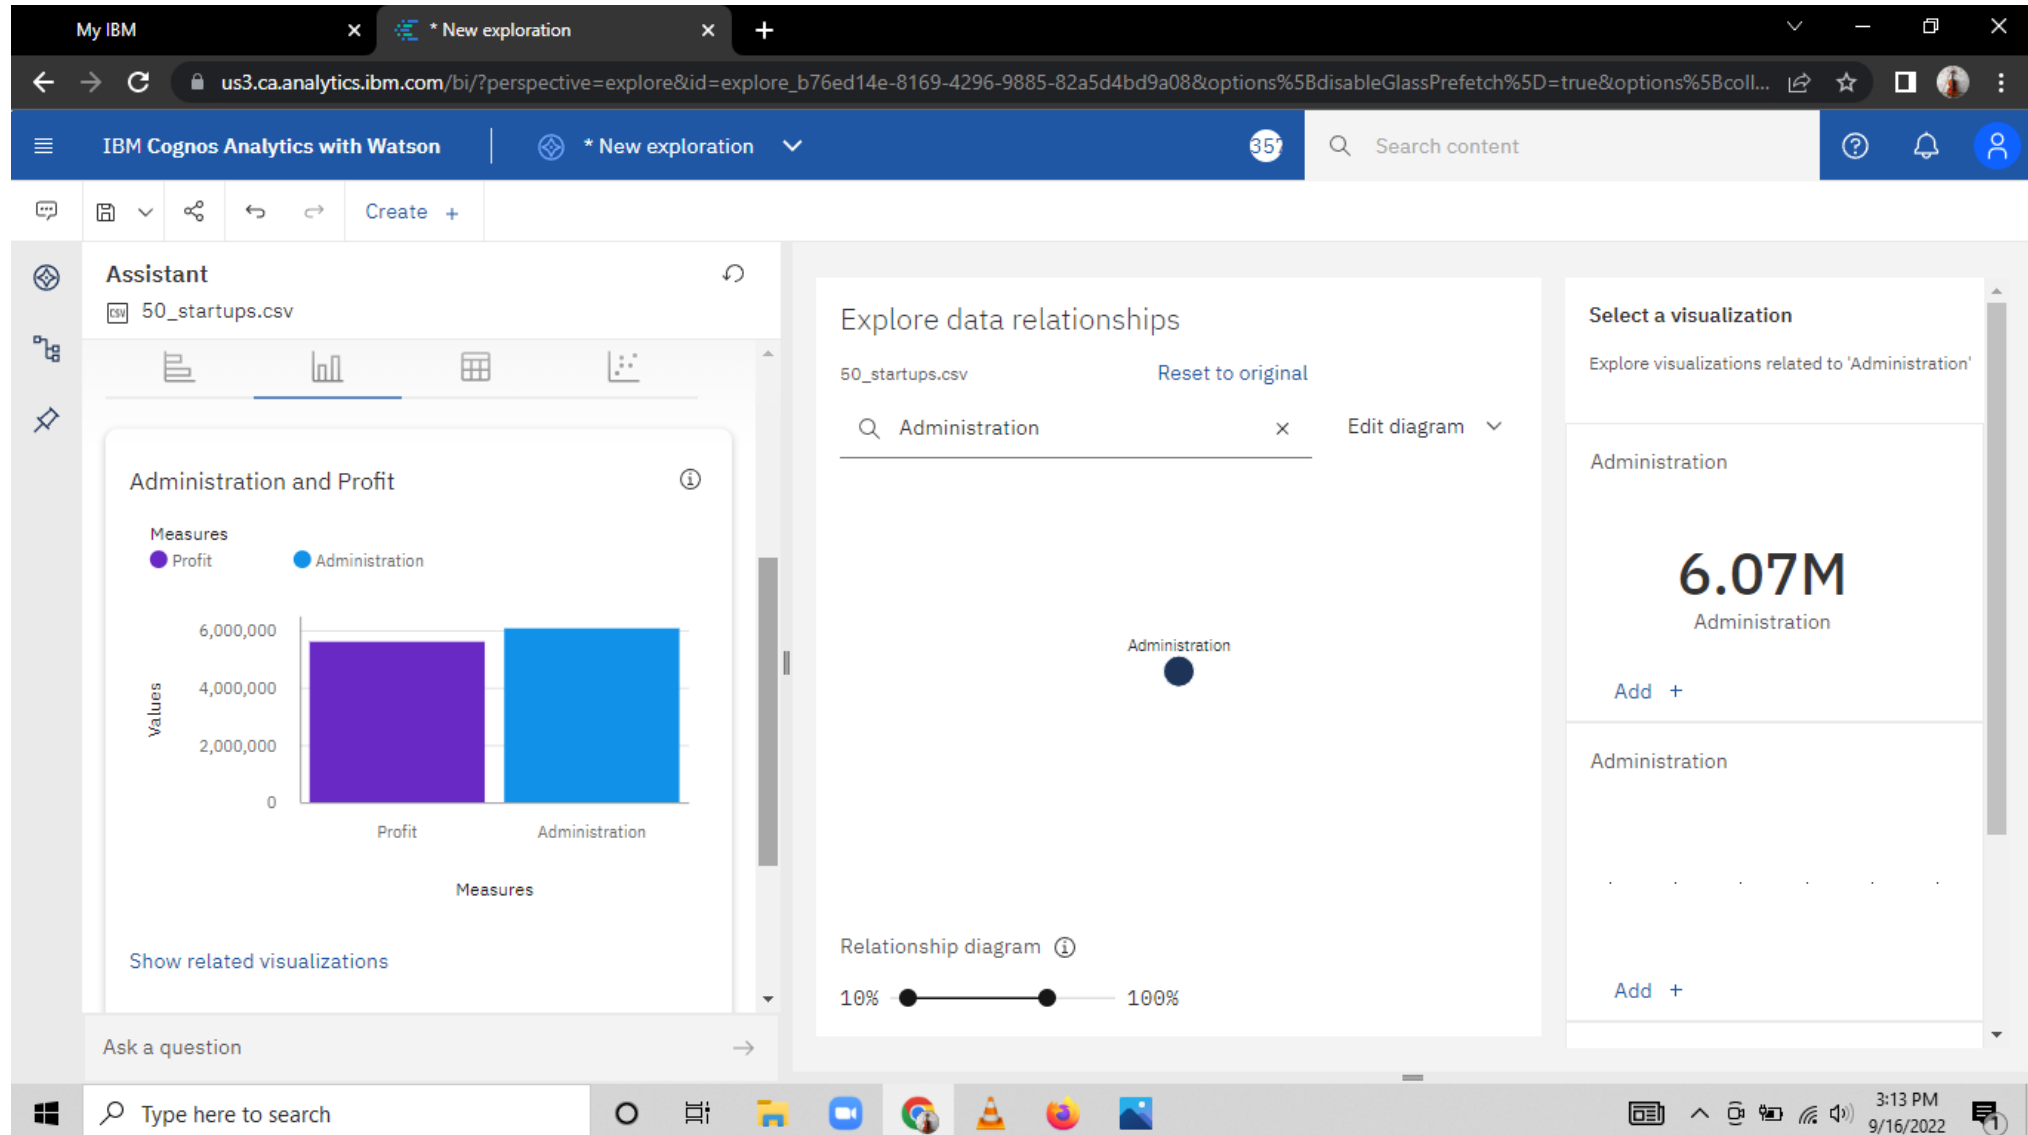 My IBM
* New exploration
us3.ca.analytics.ibm.com/bi/?perspective=explore&id=explore_b76ed14e-8169-4296-9885-82a5d4bd9a08&options%5BdisableGlassPrefetch%5D=true&options%5Bcoll...
IBM Cognos Analytics with Watson
* New exploration
357
Search content
Create +
Assistant
CSV 50_startups.csv
Administration and Profit
Measures
Profit Administration
6,000,000
4,000,000
2,000,000
0
Values
Profit Administration
Measures
Show related visualizations
Ask a question
Explore data relationships
50_startups.csv Reset to original
Administration
Edit diagram
Administration
Relationship diagram
10% 100%
Select a visualization
Explore visualizations related to 'Administration'
Administration
6.07M
Administration
Add +
Administration
Add +
Type here to search
3:13 PM
9/16/2022
1